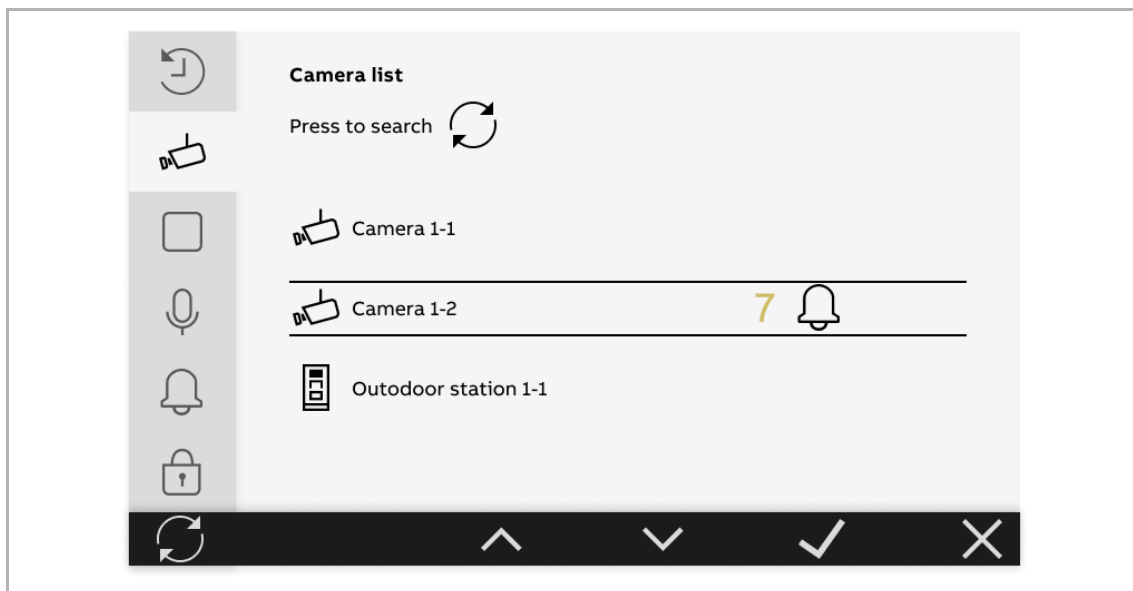 Camera list
Press to search
Camera 1-1
Camera 1-2 7
Outodoor station 1-1